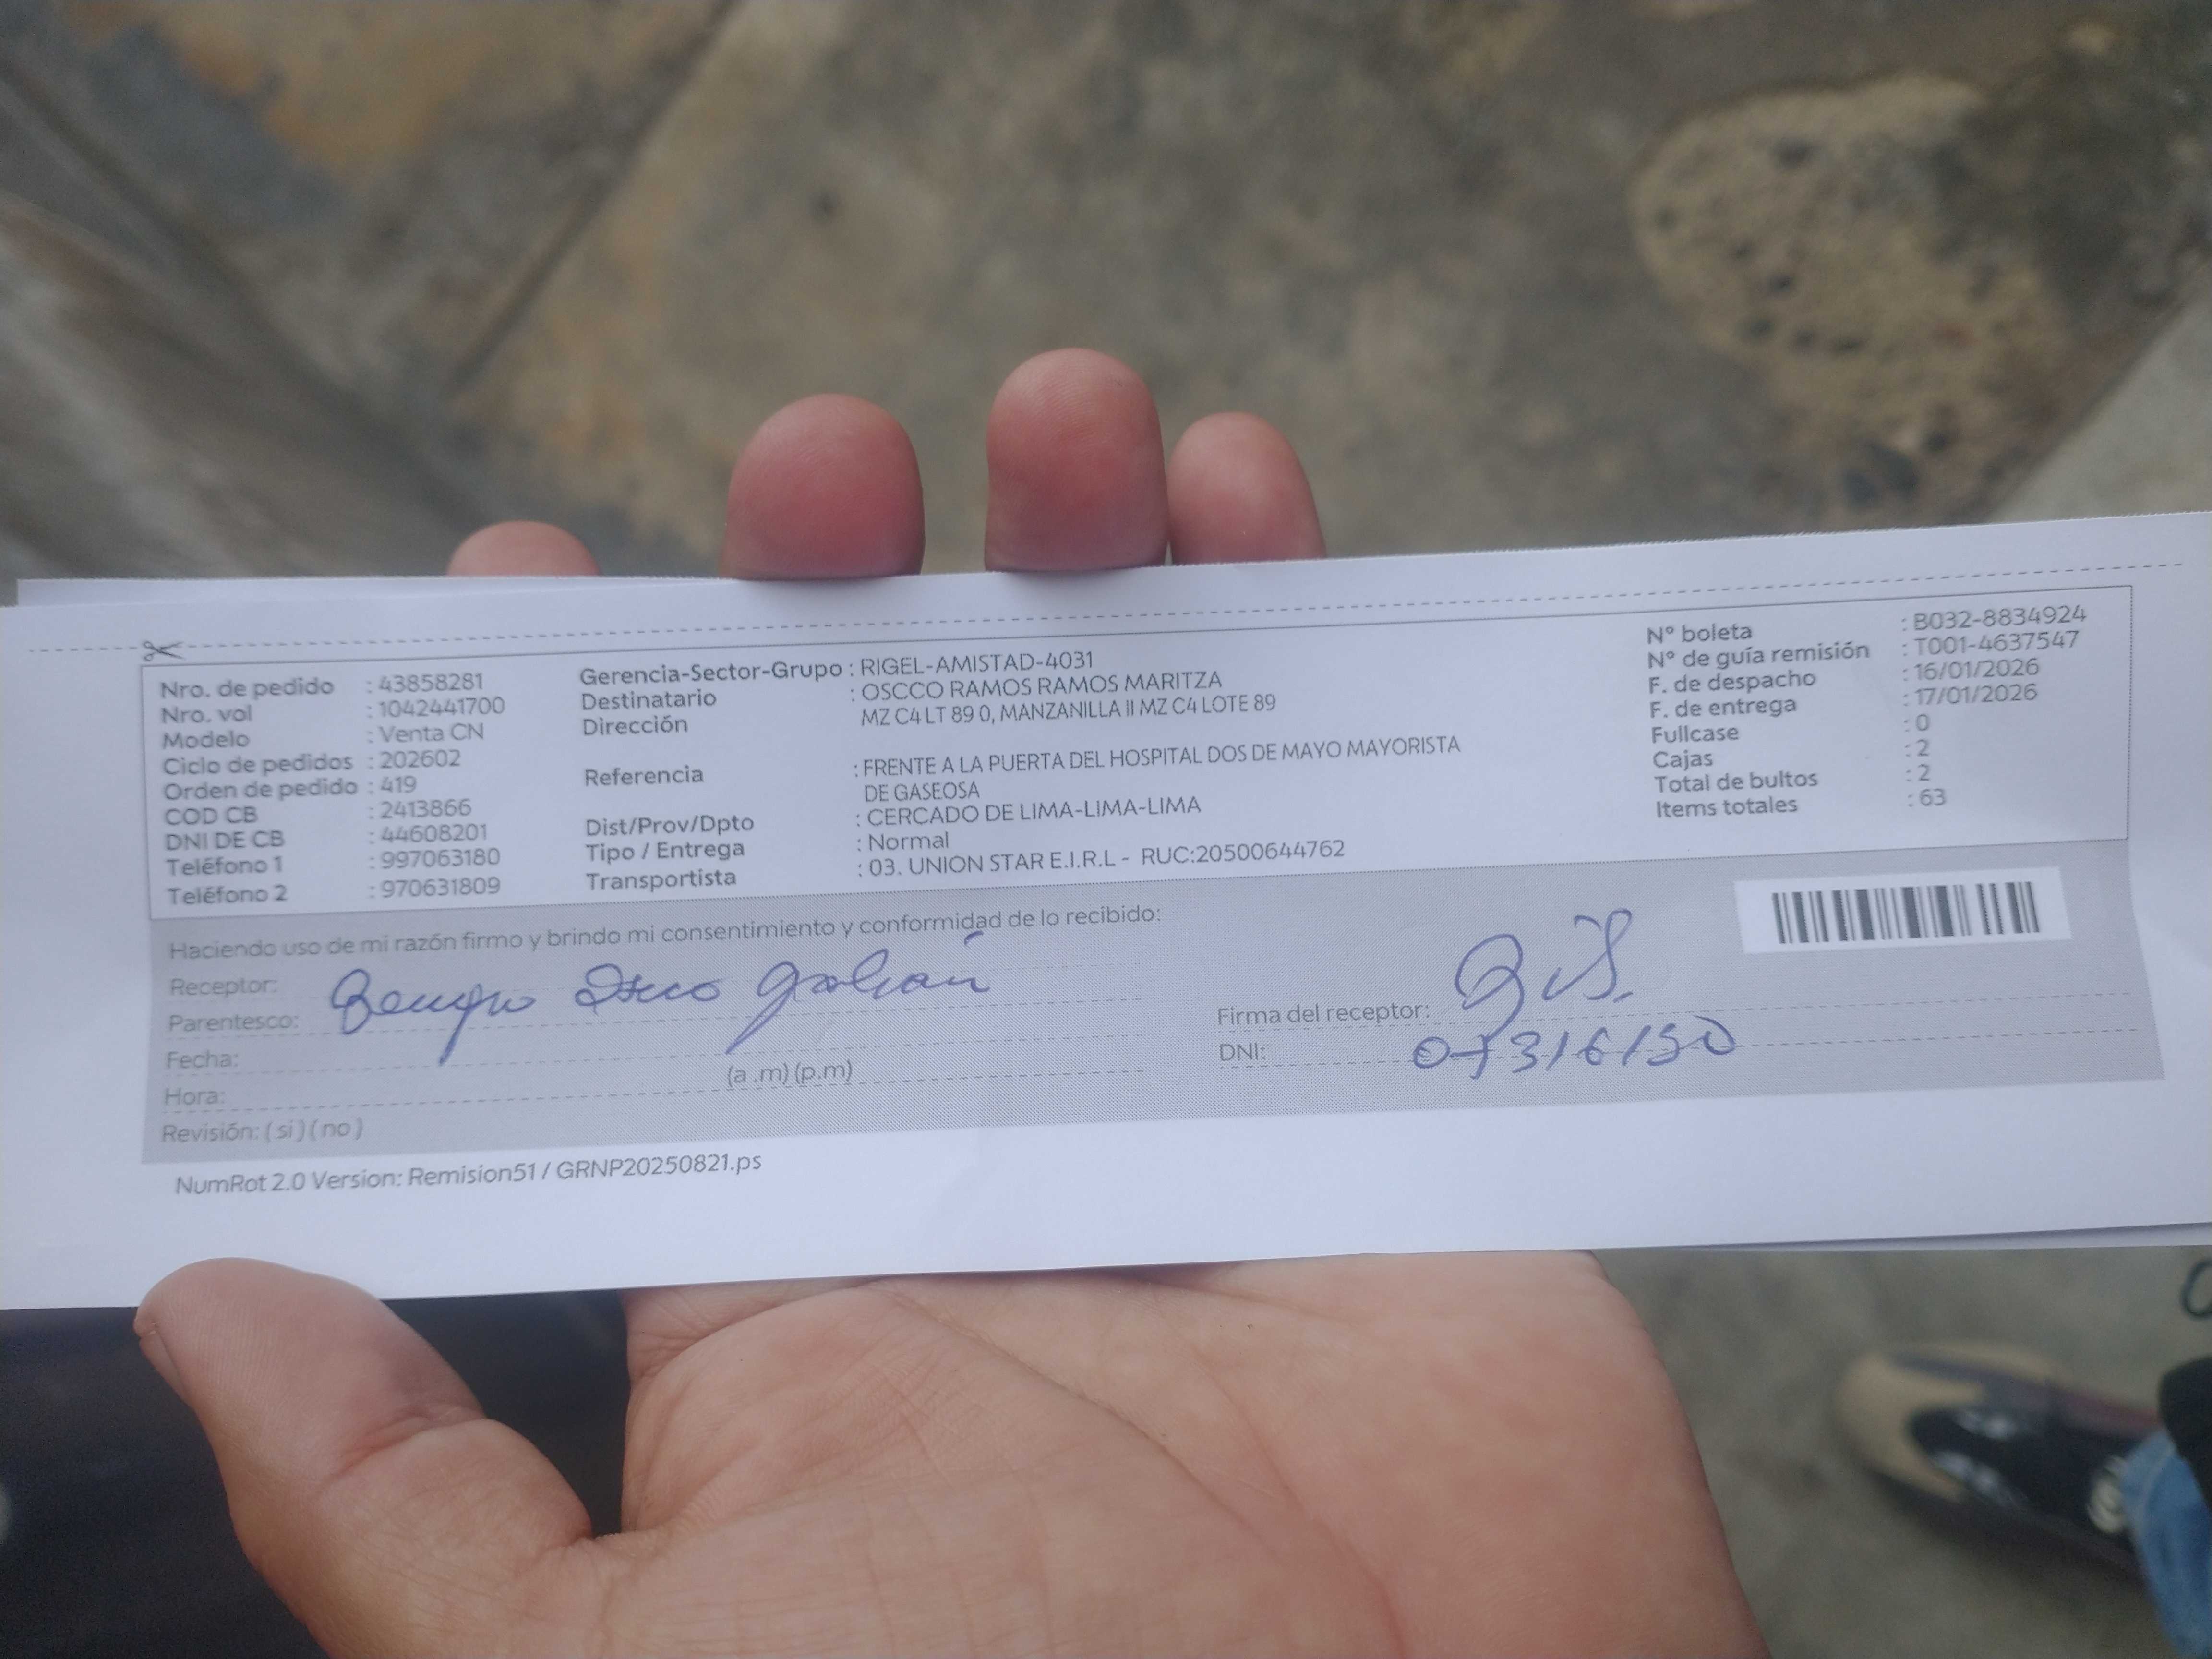 Nro. de pedido : 43858281
Nro. vol : 1042441700
Modelo : Venta CN
Ciclo de pedidos : 202602
Orden de pedido : 419
COD CB : 2413866
DNI DE CB : 44608201
Teléfono 1 : 997063180
Teléfono 2 : 970631809
Gerencia-Sector-Grupo : RIGEL-AMISTAD-4031
Destinatario : OSCCO RAMOS RAMOS MARITZA
Dirección MZ C4 LT 89 0, MANZANILLA II MZ C4 LOTE 89
Referencia : FRENTE A LA PUERTA DEL HOSPITAL DOS DE MAYO MAYORISTA
DE GASEOSA
Dist/Prov/Dpto : CERCADO DE LIMA-LIMA-LIMA
Tipo / Entrega : Normal
Transportista : 03. UNION STAR E.I.R.L - RUC:20500644762
N° boleta : B032-8834924
N° de guía remisión : T001-4637547
F. de despacho : 16/01/2026
F. de entrega : 17/01/2026
Fullcase : 0
Cajas : 2
Total de bultos : 2
Items totales : 63
Haciendo uso de mi razón firmo y brindo mi consentimiento y conformidad de lo recibido:
Receptor:
Parentesco:
Fecha:
Hora: (a .m) (p.m)
Revisión: ( si ) ( no )
Firma del receptor:
DNI: 07316150
NumRot 2.0 Version: Remision51 / GRNP20250821.ps